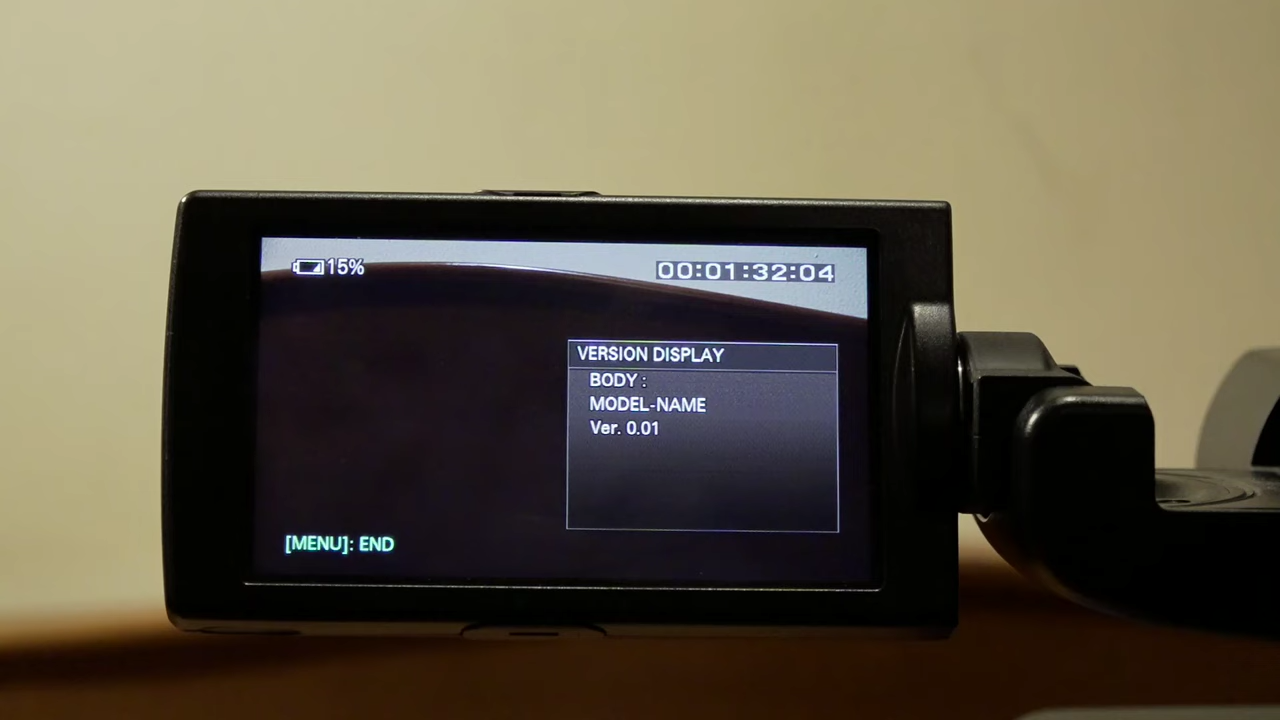 15%
00:01:32:04
VERSION DISPLAY
BODY :
MODEL-NAME
Ver. 0.01
[MENU]: END